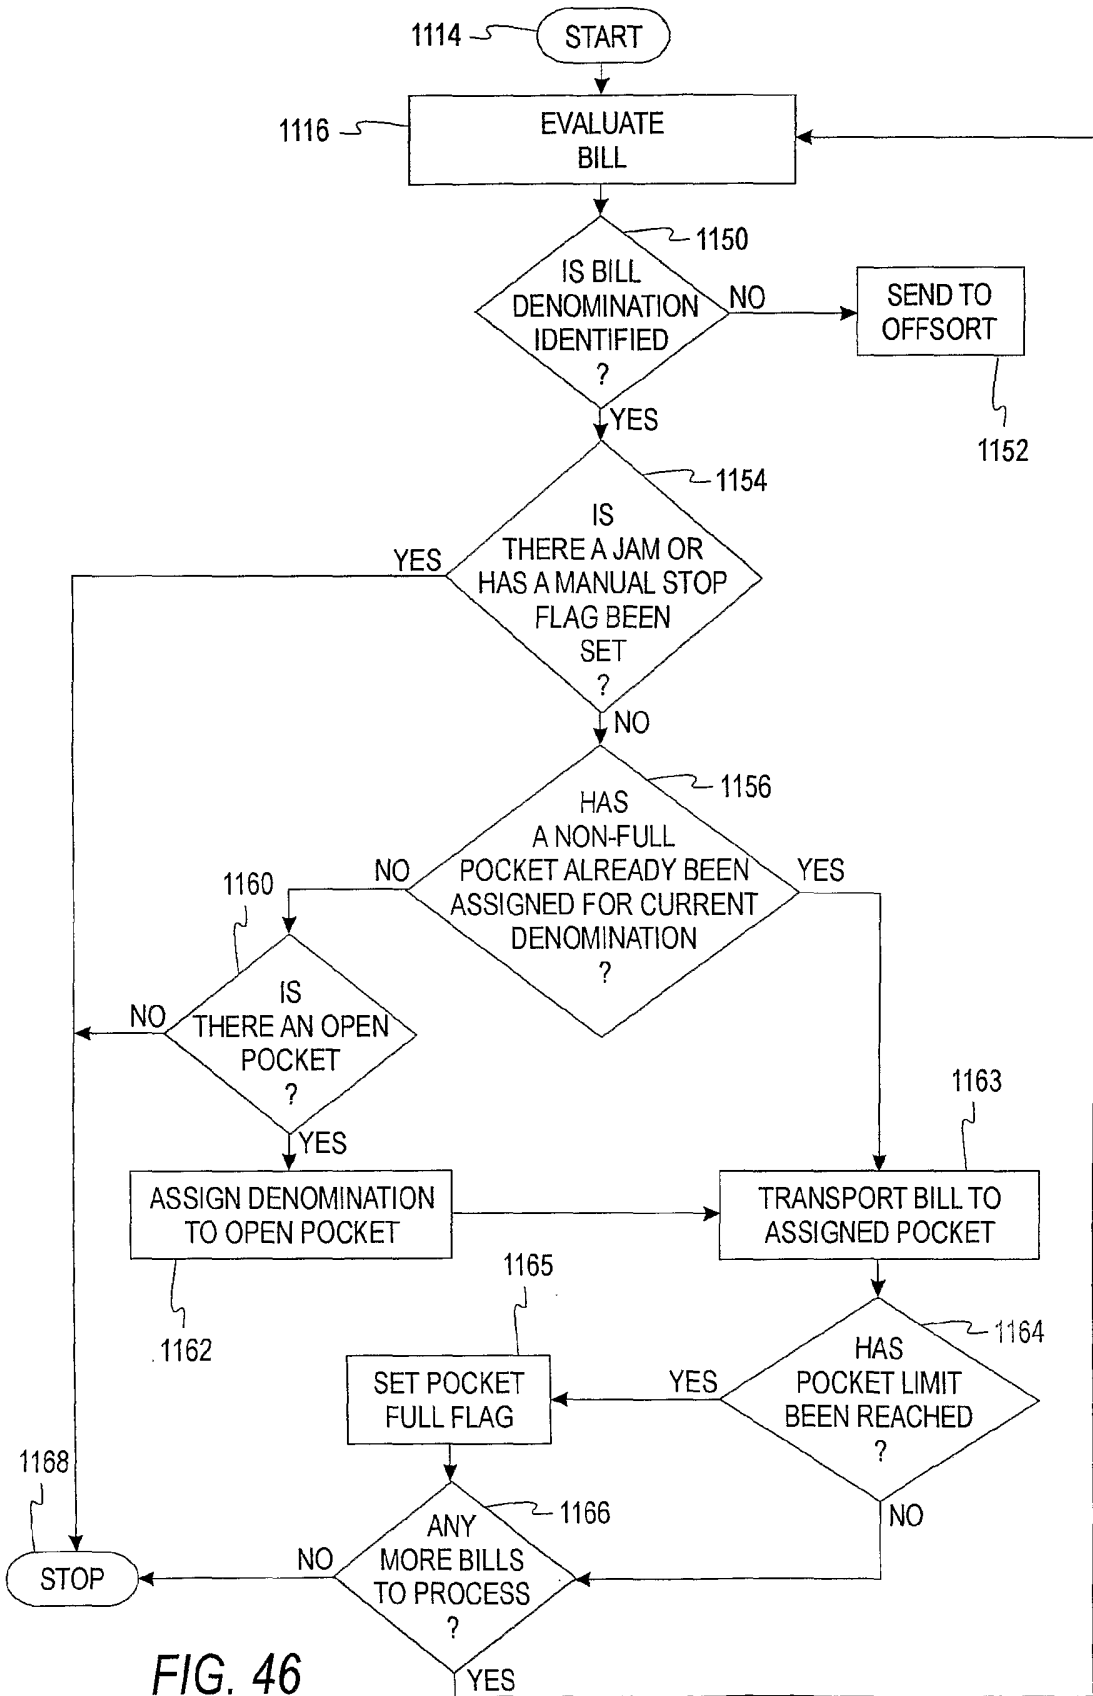 1114
START
1116
EVALUATE
BILL
1150
IS BILL
DENOMINATION
IDENTIFIED
?
NO
SEND TO
OFFSORT
1152
YES
1154
IS
THERE A JAM OR
HAS A MANUAL STOP
FLAG BEEN
SET
?
YES
NO
1156
HAS
A NON-FULL
POCKET ALREADY BEEN
ASSIGNED FOR CURRENT
DENOMINATION
?
NO
YES
1160
IS
THERE AN OPEN
POCKET
?
NO
YES
1163
ASSIGN DENOMINATION
TO OPEN POCKET
1162
TRANSPORT BILL TO
ASSIGNED POCKET
1165
1164
HAS
POCKET LIMIT
BEEN REACHED
?
YES
NO
SET POCKET
FULL FLAG
1166
ANY
MORE BILLS
TO PROCESS
?
NO
YES
1168
STOP
FIG. 46